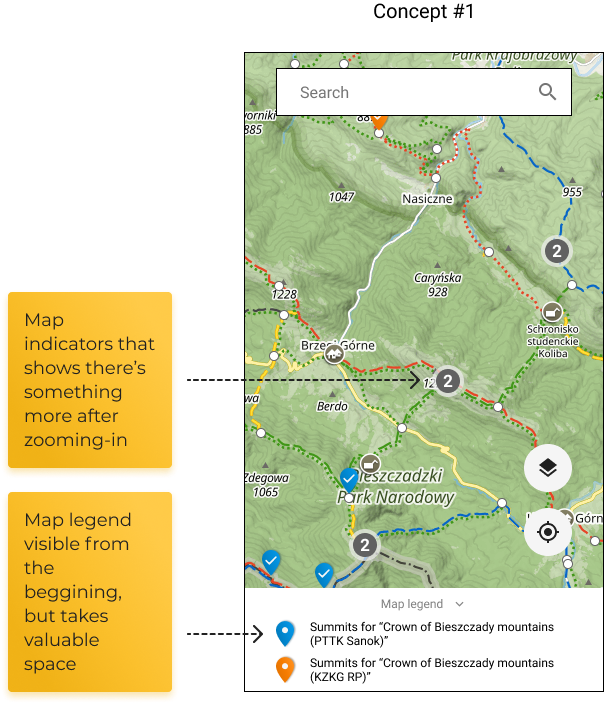 Concept #1
Park Krajobrazowy
Search
worniki
885
88
Nasiczne
1047
955
2
Caryńska
928
1228
Schronisko
studenckie
Koliba
Brzegi Górne
2
12
Berdo
wa
Zdegowa
1065
Bieszczadzki
Park Narodowy
Górn
2
Map legend
Summits for “Crown of Bieszczady mountains
(PTTK Sanok)”
Summits for “Crown of Bieszczady mountains
(KZKG RP)”
Map
indicators that
shows there’s
something
more after
zooming-in
Map legend
visible from
the
beggining,
but takes
valuable
space